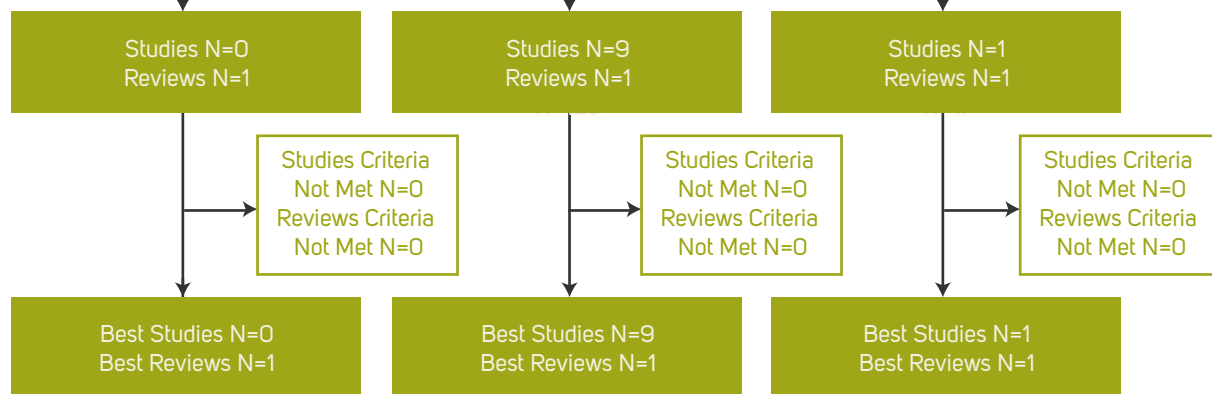 Studies N=0
Reviews N=1
Studies N=9
Reviews N=1
Studies N=1
Reviews N=1
Studies Criteria
Not Met N=0
Reviews Criteria
Not Met N=0
Studies Criteria
Not Met N=0
Reviews Criteria
Not Met N=0
Studies Criteria
Not Met N=0
Reviews Criteria
Not Met N=0
Best Studies N=0
Best Reviews N=1
Best Studies N=9
Best Reviews N=1
Best Studies N=1
Best Reviews N=1